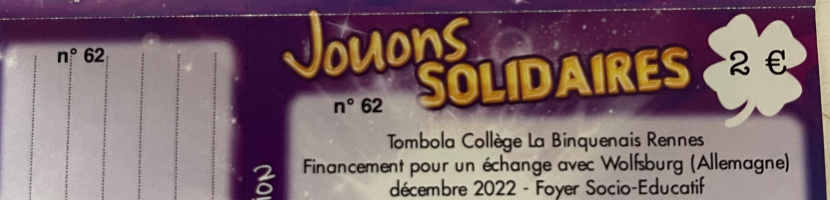 n° 62
Jouons
SOLIDAIRES
2 €
n° 62
Tombola Collège La Binquenais Rennes
Financement pour un échange avec Wolfsburg (Allemagne)
décembre 2022 - Foyer Socio-Educatif